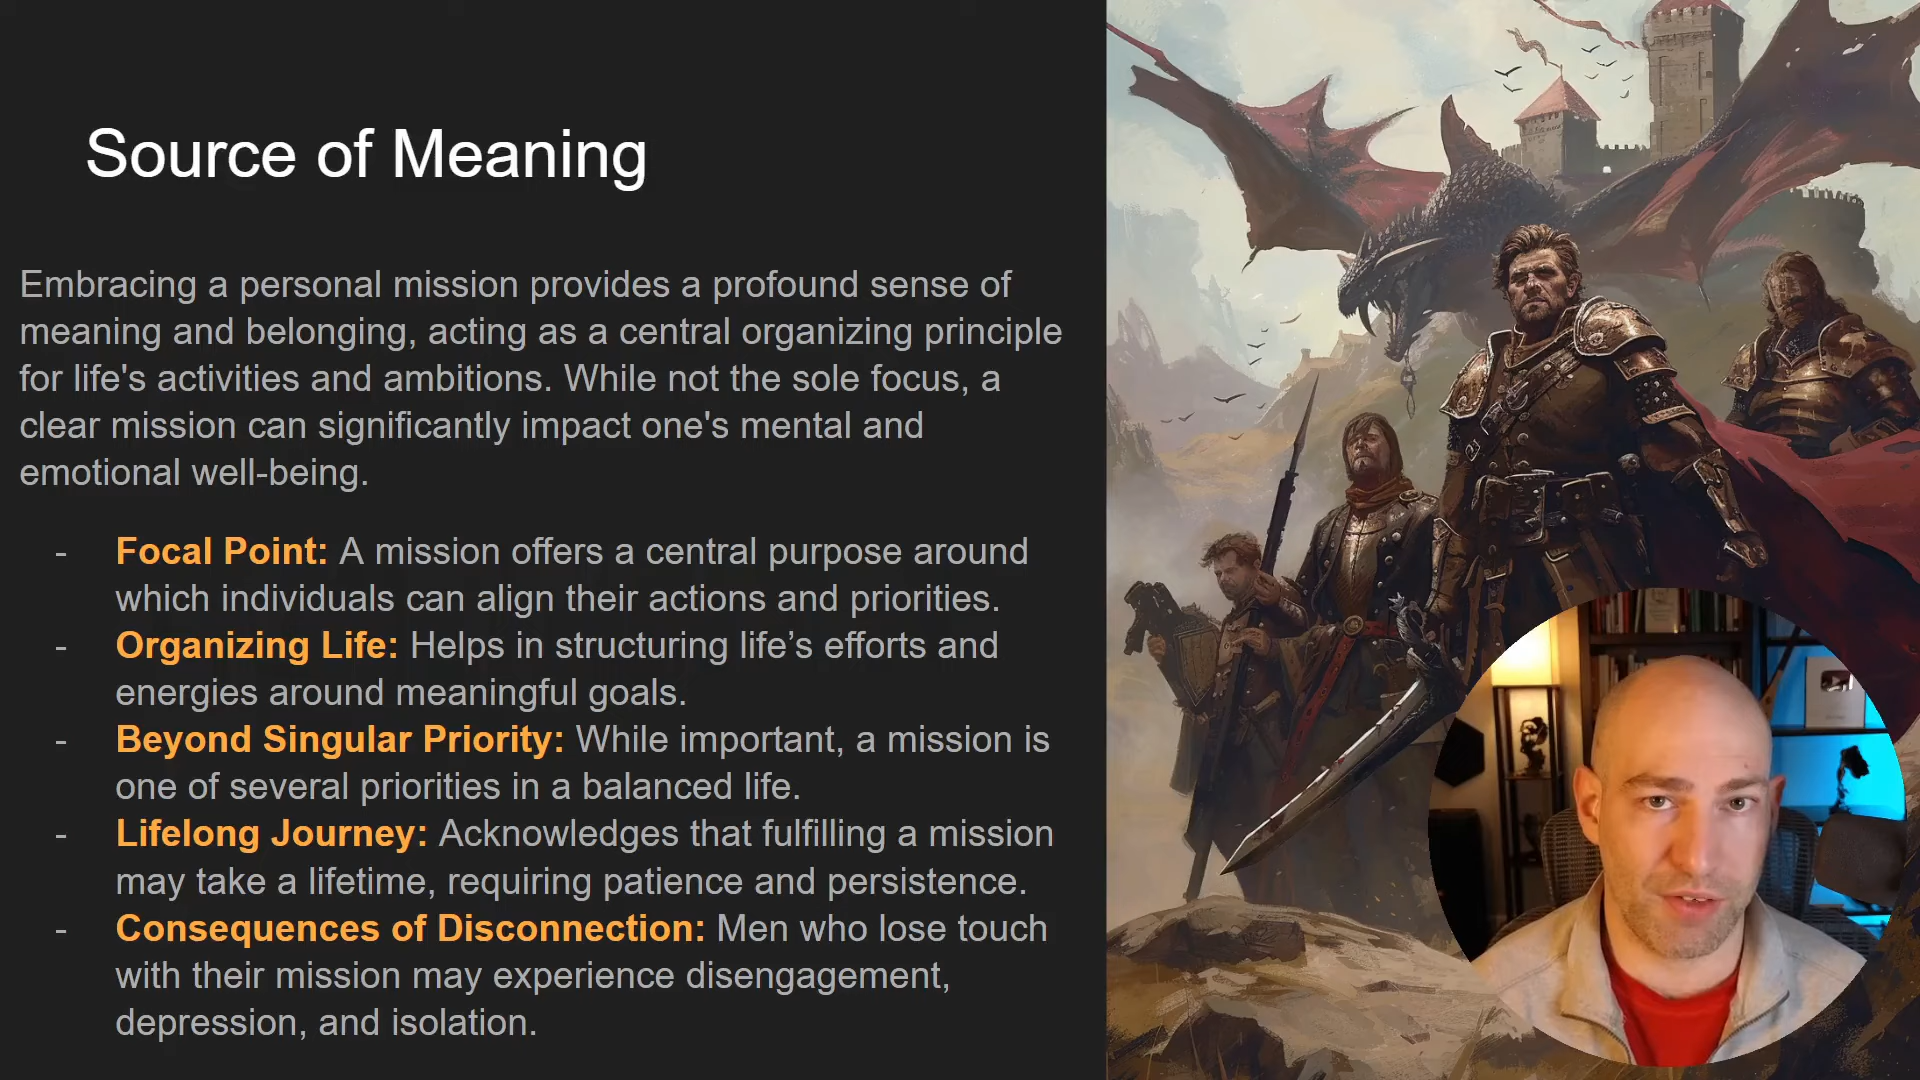 Source of Meaning
Embracing a personal mission provides a profound sense of
meaning and belonging, acting as a central organizing principle
for life's activities and ambitions. While not the sole focus, a
clear mission can significantly impact one's mental and
emotional well-being.
- Focal Point: A mission offers a central purpose around
which individuals can align their actions and priorities.
- Organizing Life: Helps in structuring life’s efforts and
energies around meaningful goals.
- Beyond Singular Priority: While important, a mission is
one of several priorities in a balanced life.
- Lifelong Journey: Acknowledges that fulfilling a mission
may take a lifetime, requiring patience and persistence.
- Consequences of Disconnection: Men who lose touch
with their mission may experience disengagement,
depression, and isolation.